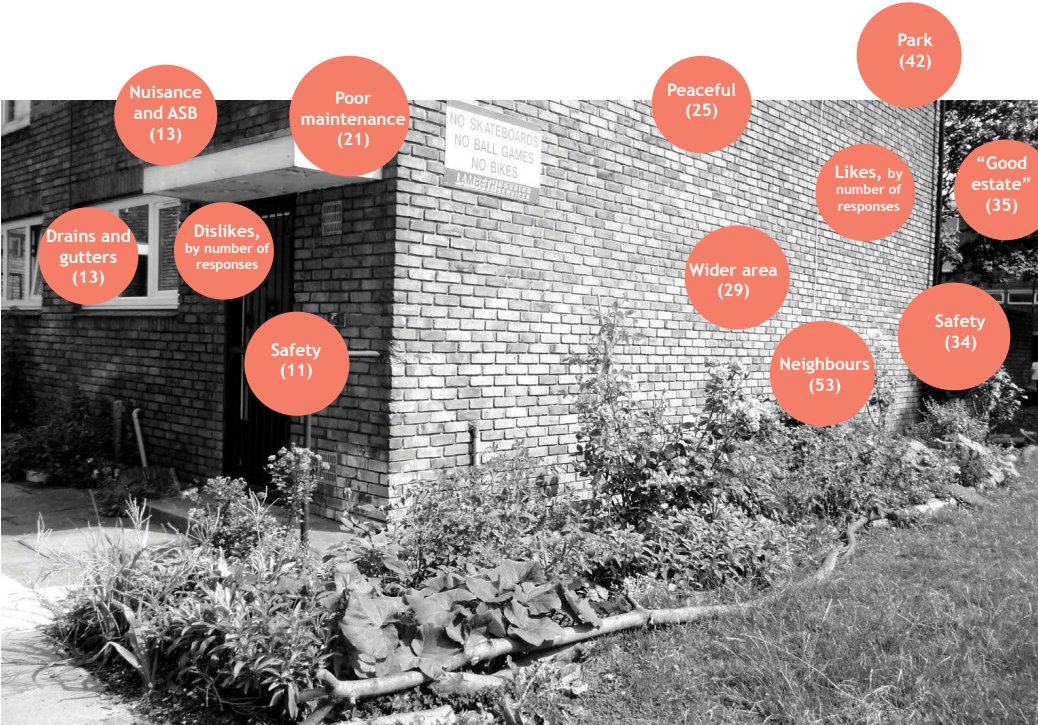 Park
(42)
Nuisance
and ASB
(13)
Poor
maintenance
(21)
Peaceful
(25)
NO SKATEBOARDS
NO BALL GAMES
NO BIKES
LAMBETH HOUSING
SERVICES
Likes, by
number of
responses
“Good
estate”
(35)
Drains and
gutters
(13)
Dislikes,
by number of
responses
Wider area
(29)
Safety
(11)
Safety
(34)
Neighbours
(53)